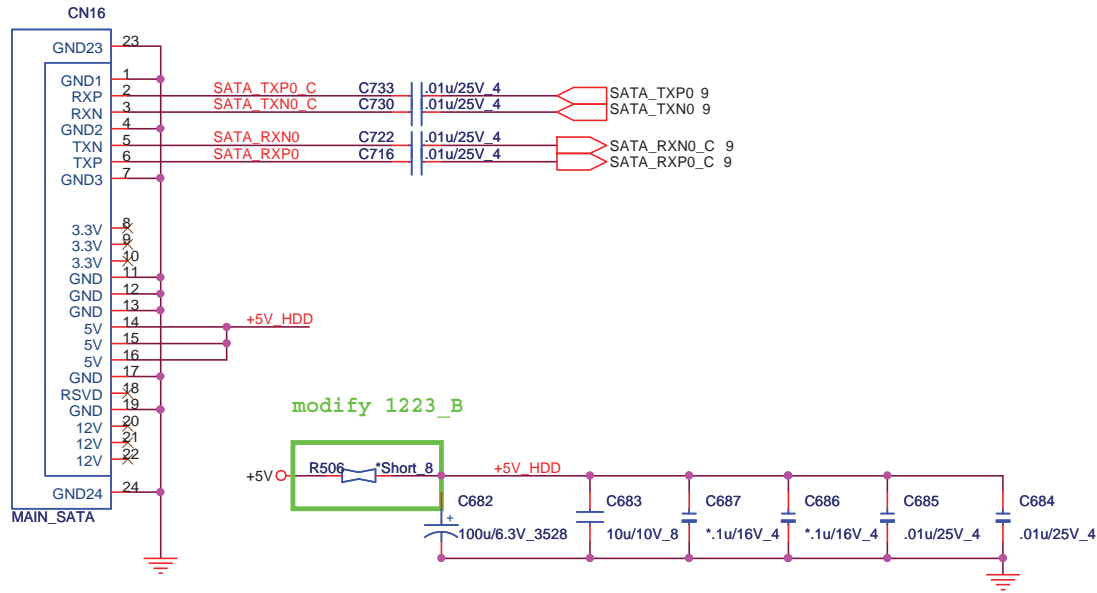 CN16
GND23 23
GND1 1
RXP 2 SATA_TXP0_C C733 .01u/25V_4 SATA_TXP0 9
RXN 3 SATA_TXN0_C C730 .01u/25V_4 SATA_TXN0 9
GND2 4
TXN 5 SATA_RXN0 C722 .01u/25V_4 SATA_RXN0_C 9
TXP 6 SATA_RXP0 C716 .01u/25V_4 SATA_RXP0_C 9
GND3 7
3.3V 8
3.3V 9
3.3V 10
GND 11
GND 12
GND 13
5V 14 +5V_HDD
5V 15
5V 16
GND 17
RSVD 18
GND 19
12V 20
12V 21
12V 22
GND24 24
MAIN_SATA
modify 1223_B
+5V R506 *Short_8 +5V_HDD
C682 C683 C687 C686 C685 C684
+
100u/6.3V_3528 10u/10V_8 *.1u/16V_4 *.1u/16V_4 .01u/25V_4 .01u/25V_4